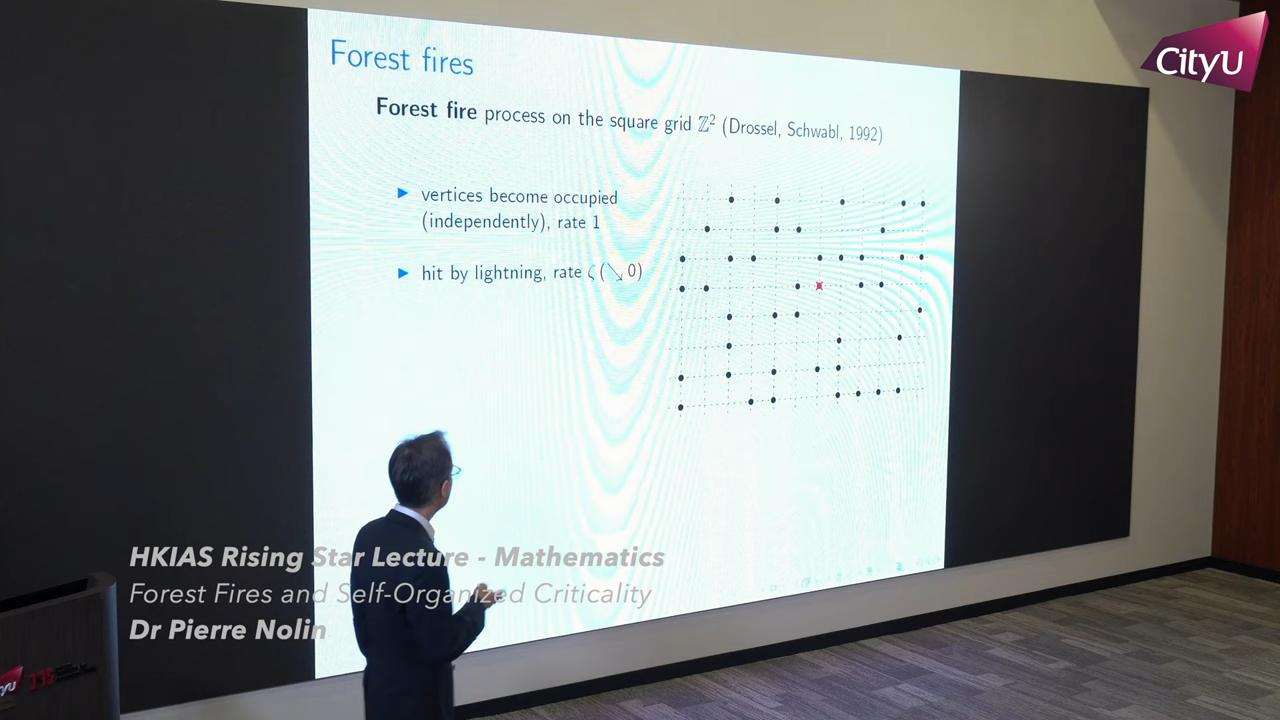 CityU
Forest fires
Forest fire process on the square grid ℤ² (Drossel, Schwabl, 1992)
▶ vertices become occupied
(independently), rate 1
▶ hit by lightning, rate ζ (↘ 0)
HKIAS Rising Star Lecture - Mathematics
Forest Fires and Self-Organized Criticality
Dr Pierre Nolin